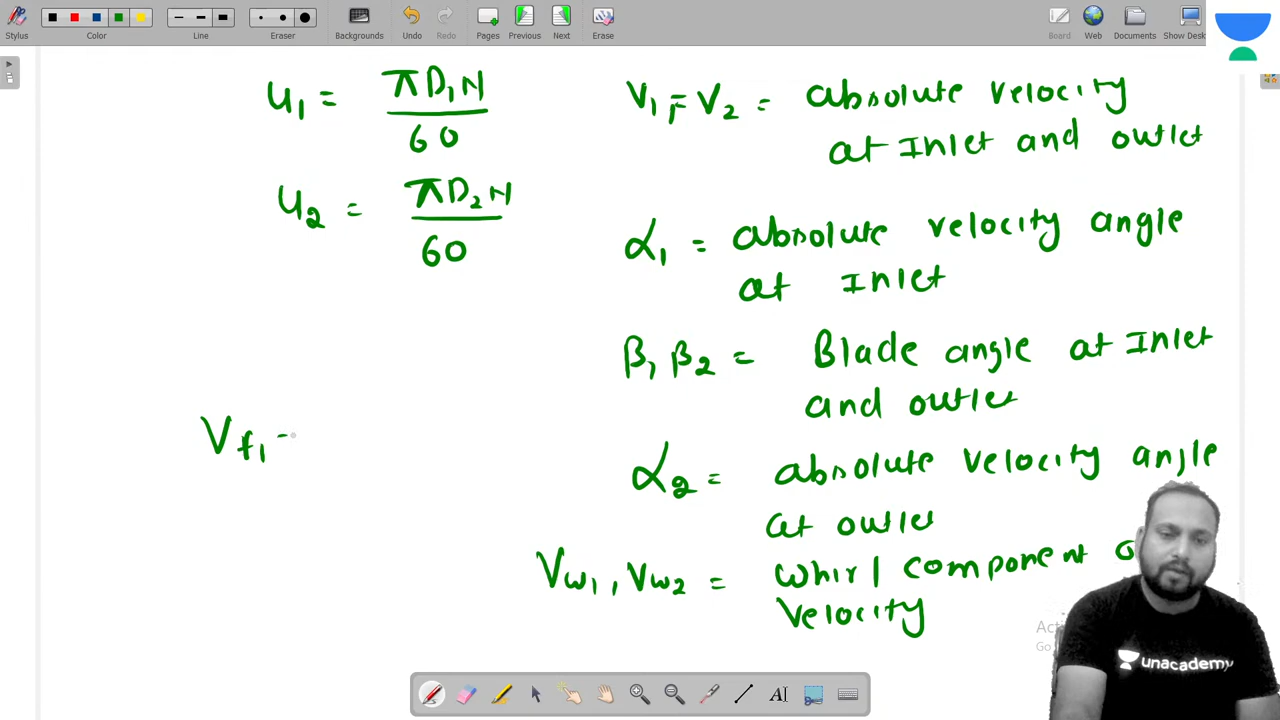 Stylus Color Line Eraser Backgrounds Undo Redo Pages Previous Next Erase Board Web Documents Show Desk
u₁ = πD₁N / 60
u₂ = πD₂N / 60
V₁, V₂ = absolute velocity
at Inlet and outlet
α₁ = absolute velocity angle
at Inlet
β₁ β₂ = Blade angle at Inlet
and outlet
Vf₁ -
α₂ = absolute velocity angle
at outlet
Vw₁, Vw₂ = whirl component
velocity
Go
unacademy
AI